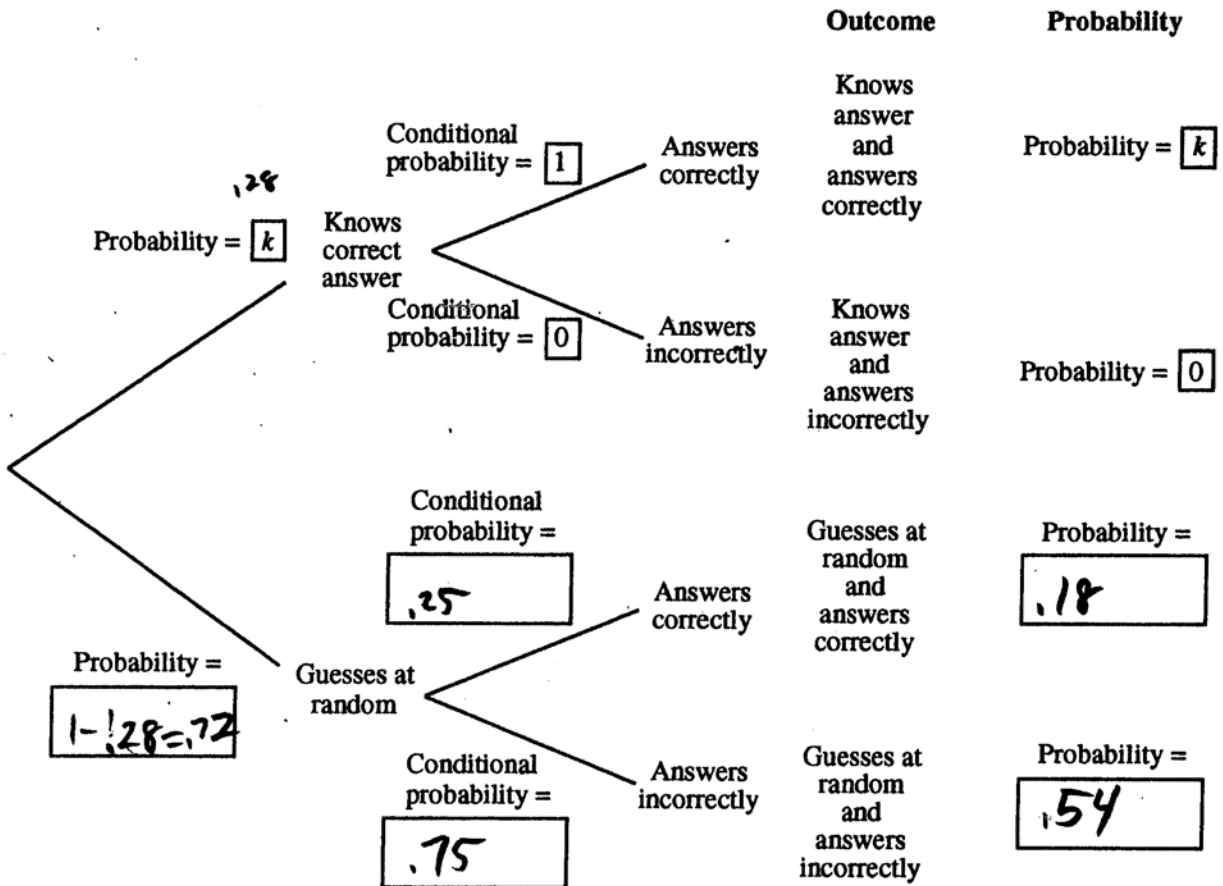 Outcome Probability
Knows
answer
and
answers
correctly
Conditional
probability = 1
Answers
correctly
Probability = k
.28
Probability = k
Knows
correct
answer
Conditional
probability = 0
Answers
incorrectly
Knows
answer
and
answers
incorrectly
Probability = 0
Conditional
probability =
.25
Answers
correctly
Guesses at
random
and
answers
correctly
Probability =
.18
Probability =
1-.28=.72
Guesses at
random
Conditional
probability =
.75
Answers
incorrectly
Guesses at
random
and
answers
incorrectly
Probability =
.54